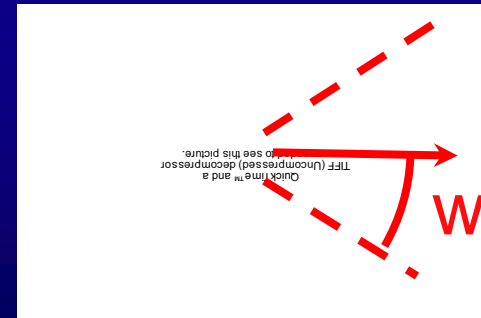 QuickTime™ and a
TIFF (Uncompressed) decompressor
to see this picture.
w